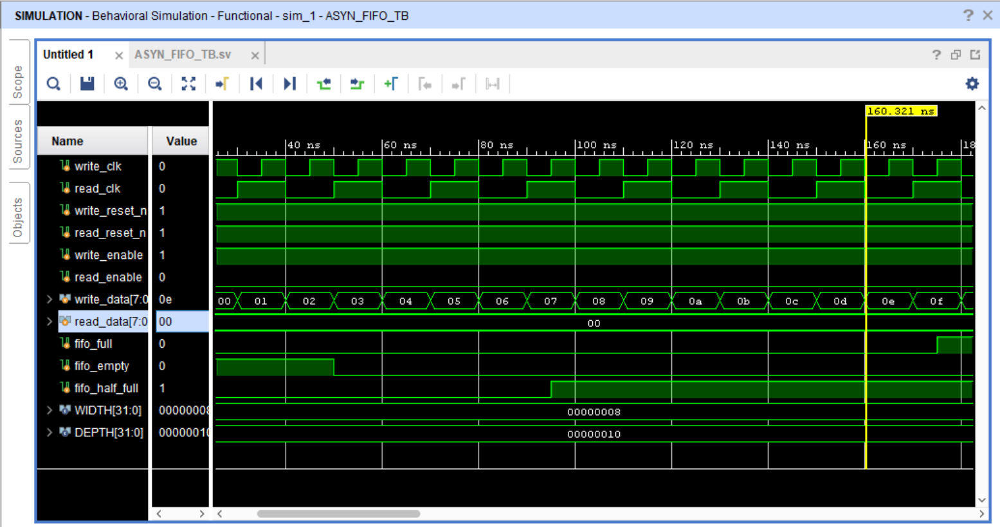 SIMULATION - Behavioral Simulation - Functional - sim_1 - ASYN_FIFO_TB
Scope
Sources
Objects
Untitled 1
ASYN_FIFO_TB.sv
160.321 ns
Name Value
40 ns 60 ns 80 ns 100 ns 120 ns 140 ns 160 ns 18
write_clk 0
read_clk 0
write_reset_n 1
read_reset_n 1
write_enable 1
read_enable 0
write_data[7:0 0e 00 01 02 03 04 05 06 07 08 09 0a 0b 0c 0d 0e 0f
read_data[7:0 00 00
fifo_full 0
fifo_empty 0
fifo_half_full 1
WIDTH[31:0] 00000008 00000008
DEPTH[31:0] 00000010 00000010